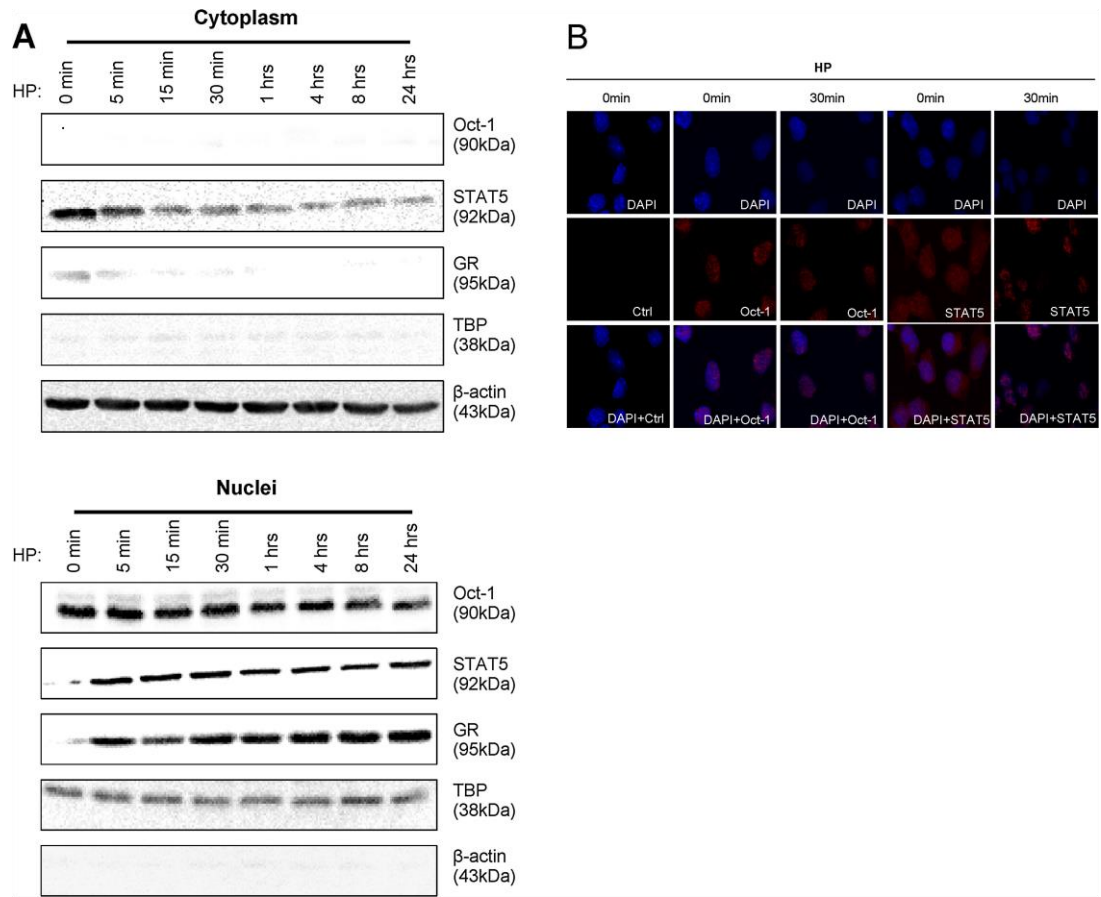 A
Cytoplasm
HP: 0 min 5 min 15 min 30 min 1 hrs 4 hrs 8 hrs 24 hrs
Oct-1
(90kDa)
STAT5
(92kDa)
GR
(95kDa)
TBP
(38kDa)
β-actin
(43kDa)
Nuclei
HP: 0 min 5 min 15 min 30 min 1 hrs 4 hrs 8 hrs 24 hrs
Oct-1
(90kDa)
STAT5
(92kDa)
GR
(95kDa)
TBP
(38kDa)
β-actin
(43kDa)
B
HP
0min 0min 30min 0min 30min
DAPI DAPI DAPI DAPI DAPI
Ctrl Oct-1 Oct-1 STAT5 STAT5
DAPI+Ctrl DAPI+Oct-1 DAPI+Oct-1 DAPI+STAT5 DAPI+STAT5